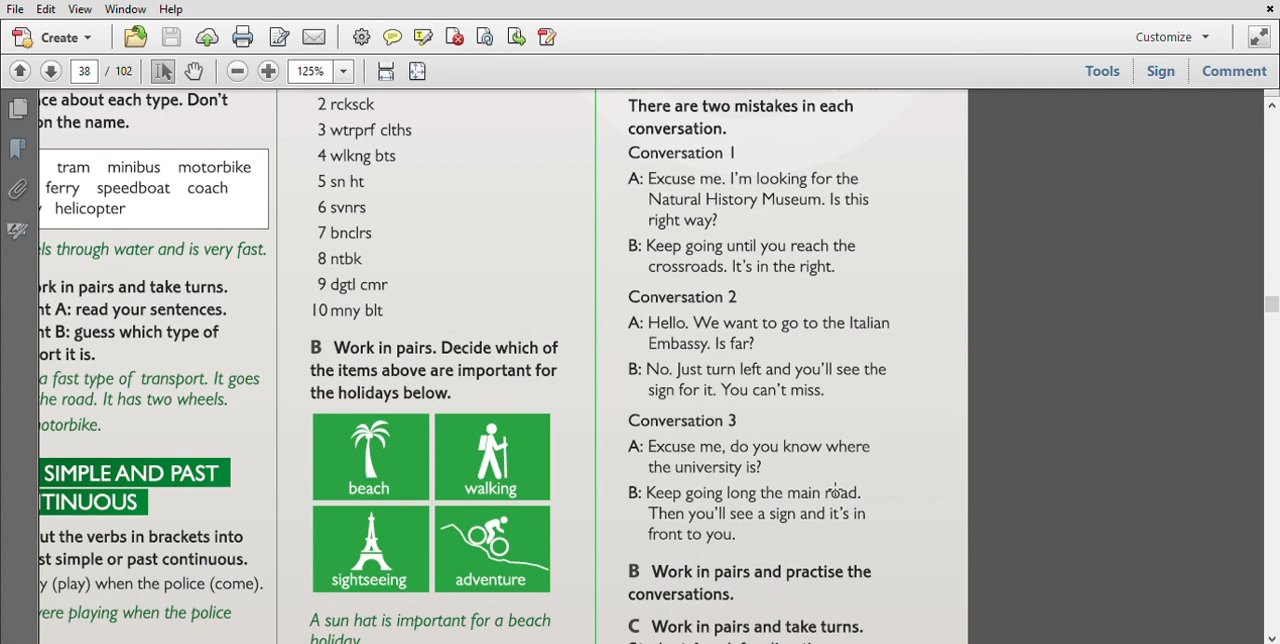 File Edit View Window Help
Create
Customize
38 / 102
125%
Tools Sign Comment
ce about each type. Don't
on the name.
tram minibus motorbike
ferry speedboat coach
helicopter
els through water and is very fast.
ork in pairs and take turns.
nt A: read your sentences.
nt B: guess which type of
ort it is.
a fast type of transport. It goes
he road. It has two wheels.
otorbike.
SIMPLE AND PAST
TINUOUS
ut the verbs in brackets into
st simple or past continuous.
y (play) when the police (come).
ere playing when the police
2 rcksck
3 wtrprf clths
4 wlkng bts
5 sn ht
6 svnrs
7 bnclrs
8 ntbk
9 dgtl cmr
10 mny blt
B Work in pairs. Decide which of
the items above are important for
the holidays below.
beach
walking
sightseeing
adventure
A sun hat is important for a beach
holiday.
There are two mistakes in each
conversation.
Conversation 1
A: Excuse me. I'm looking for the
Natural History Museum. Is this
right way?
B: Keep going until you reach the
crossroads. It's in the right.
Conversation 2
A: Hello. We want to go to the Italian
Embassy. Is far?
B: No. Just turn left and you'll see the
sign for it. You can't miss.
Conversation 3
A: Excuse me, do you know where
the university is?
B: Keep going long the main road.
Then you'll see a sign and it's in
front to you.
B Work in pairs and practise the
conversations.
C Work in pairs and take turns.